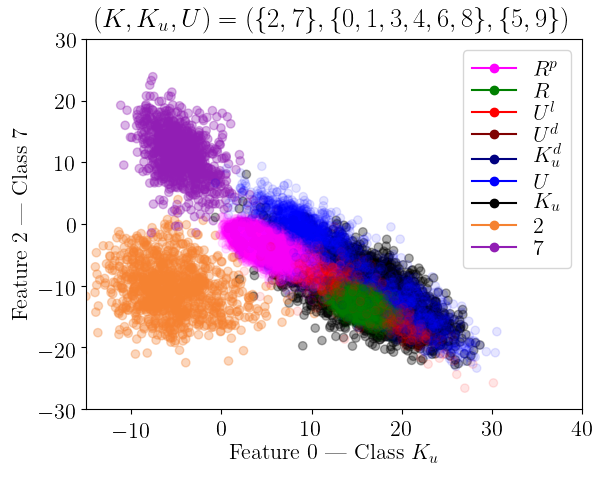 (K, K_u, U) = ({2, 7}, {0, 1, 3, 4, 6, 8}, {5, 9})
30
20
10
0
−10
−20
−30
Feature 2 — Class 7
−10
0
10
20
30
40
Feature 0 — Class K_u
R^p
R
U^l
U^d
K_u^d
U
K_u
2
7